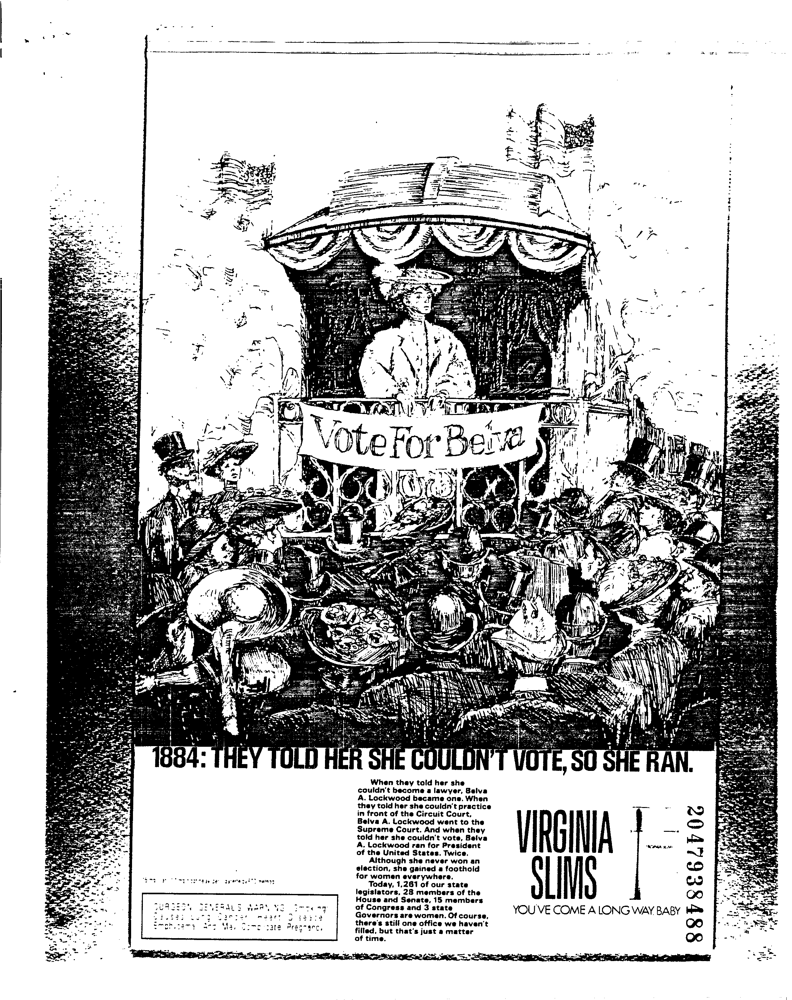 Vote For Belva
1884: THEY TOLD HER SHE COULDN'T VOTE, SO SHE RAN.
When they told her she
couldn't become a lawyer, Belva
A. Lockwood became one. When
they told her she couldn't practice
in front of the Circuit Court,
Belva A. Lockwood went to the
Supreme Court. And when they
told her she couldn't vote, Belva
A. Lockwood ran for President
of the United States. Twice.
Although she never won an
election, she gained a foothold
for women everywhere.
Today, 1,261 of our state
legislators, 28 members of the
House and Senate, 15 members
of Congress and 3 state
Governors are women. Of course,
there's still one office we haven't
filled, but that's just a matter
of time.
SURGEON GENERAL'S WARNING: Smoking
Causes Lung Cancer, Heart Disease,
Emphysema, And May Complicate Pregnancy.
VIRGINIA
SLIMS
YOU'VE COME A LONG WAY, BABY
2047938488